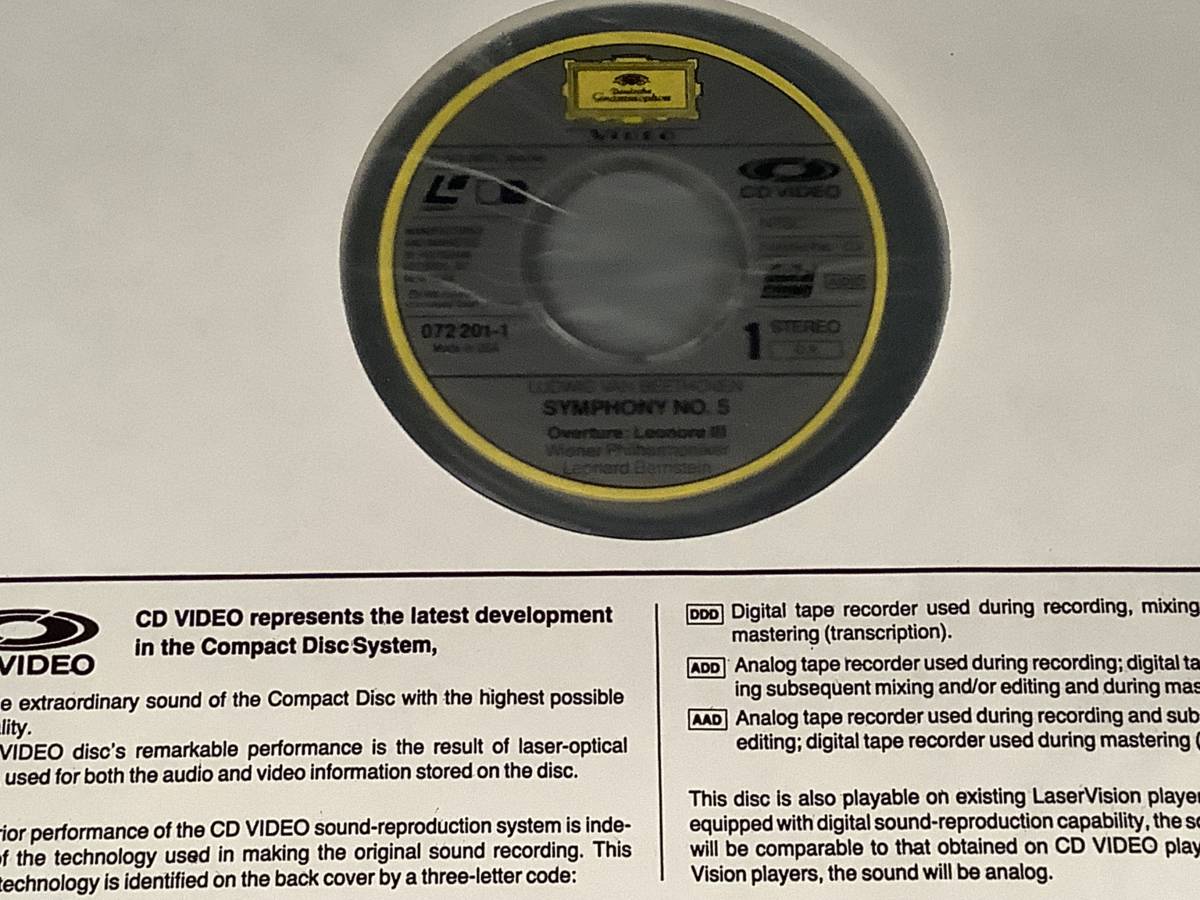 Deutsche
Grammophon
VIDEO
CD VIDEO
NTSC
072 201-1
Made in USA
1
STEREO
LUDWIG VAN BEETHOVEN
SYMPHONY NO. 5
Overture: Leonore III
Wiener Philharmoniker
Leonard Bernstein
VIDEO
CD VIDEO represents the latest development
in the Compact Disc System,
e extraordinary sound of the Compact Disc with the highest possible
lity.
VIDEO disc's remarkable performance is the result of laser-optical
used for both the audio and video information stored on the disc.
rior performance of the CD VIDEO sound-reproduction system is inde-
of the technology used in making the original sound recording. This
technology is identified on the back cover by a three-letter code:
DDD Digital tape recorder used during recording, mixing
mastering (transcription).
ADD Analog tape recorder used during recording; digital ta
ing subsequent mixing and/or editing and during mas
AAD Analog tape recorder used during recording and sub
editing; digital tape recorder used during mastering (
This disc is also playable on existing LaserVision player
equipped with digital sound-reproduction capability, the so
will be comparable to that obtained on CD VIDEO play
Vision players, the sound will be analog.